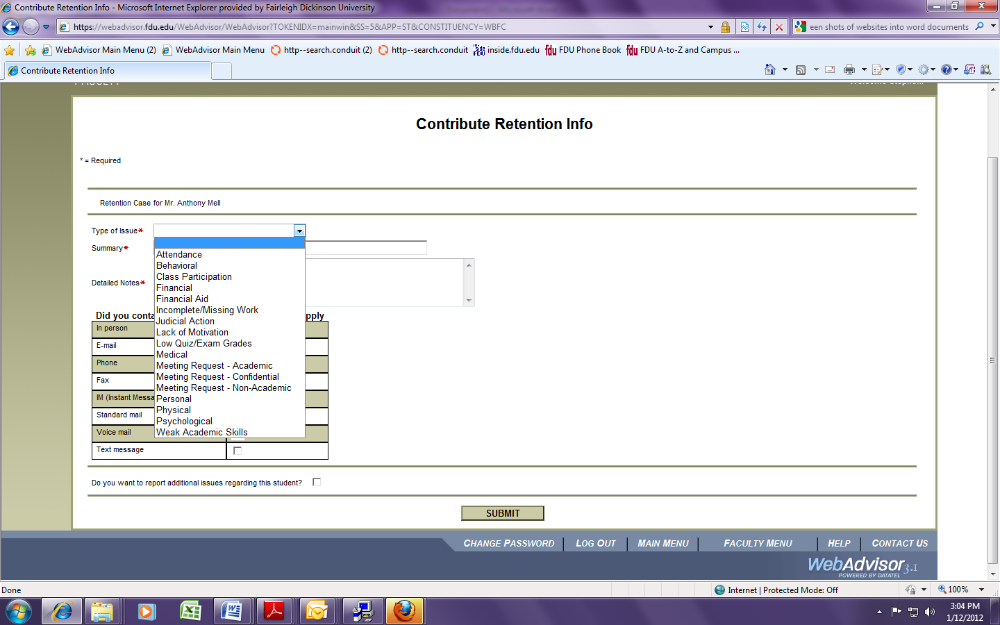 Contribute Retention Info - Microsoft Internet Explorer provided by Fairleigh Dickinson University
https://webadvisor.fdu.edu/WebAdvisor/WebAdvisor?TOKENIDX=mainwin&SS=5&APP=ST&CONSTITUENCY=WBFC
een shots of websites into word documents
WebAdvisor Main Menu (2) WebAdvisor Main Menu http--search.conduit (2) http--search.conduit inside.fdu.edu FDU Phone Book FDU A-to-Z and Campus ...
Contribute Retention Info
Contribute Retention Info
* = Required
Retention Case for Mr. Anthony Mell
Type of Issue*
Summary*
Detailed Notes*
Attendance
Behavioral
Class Participation
Financial
Financial Aid
Incomplete/Missing Work
Judicial Action
Lack of Motivation
Low Quiz/Exam Grades
Medical
Meeting Request - Academic
Meeting Request - Confidential
Meeting Request - Non-Academic
Personal
Physical
Psychological
Weak Academic Skills
Did you conta pply
In person
E-mail
Phone
Fax
IM (Instant Messa
Standard mail
Voice mail
Text message
Do you want to report additional issues regarding this student?
SUBMIT
CHANGE PASSWORD LOG OUT MAIN MENU FACULTY MENU HELP CONTACT US
WebAdvisor 3.1
POWERED BY DATATEL
Done
Internet | Protected Mode: Off
100%
3:04 PM
1/12/2012